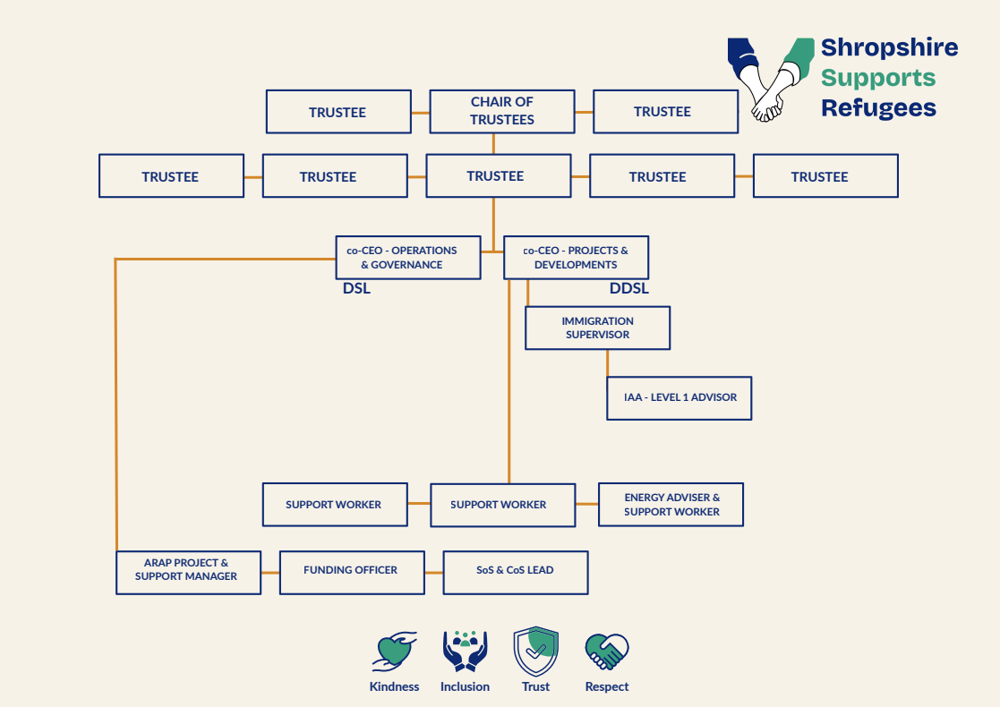 Shropshire
Supports
Refugees
TRUSTEE
CHAIR OF
TRUSTEES
TRUSTEE
TRUSTEE
TRUSTEE
TRUSTEE
TRUSTEE
TRUSTEE
co-CEO - OPERATIONS
& GOVERNANCE
co-CEO - PROJECTS &
DEVELOPMENTS
DSL
DDSL
IMMIGRATION
SUPERVISOR
IAA - LEVEL 1 ADVISOR
SUPPORT WORKER
SUPPORT WORKER
ENERGY ADVISER &
SUPPORT WORKER
ARAP PROJECT &
SUPPORT MANAGER
FUNDING OFFICER
SoS & CoS LEAD
Kindness
Inclusion
Trust
Respect